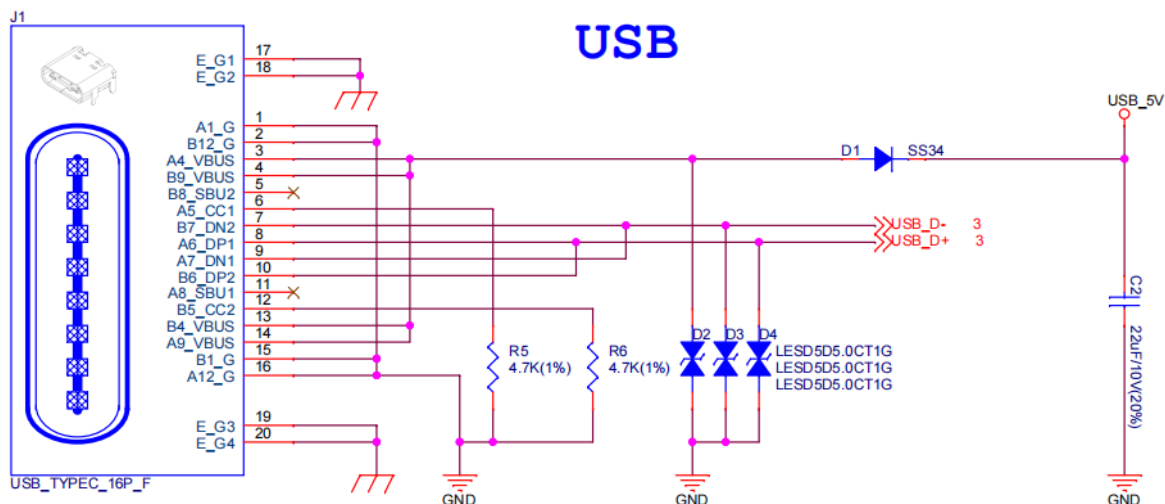 J1
USB
E_G1 17
E_G2 18
A1_G 1
B12_G 2
A4_VBUS 3
B9_VBUS 4
B8_SBU2 5
A5_CC1 6
B7_DN2 7
A6_DP1 8
A7_DN1 9
B6_DP2 10
A8_SBU1 11
B5_CC2 12
B4_VBUS 13
A9_VBUS 14
B1_G 15
A12_G 16
E_G3 19
E_G4 20
USB_TYPEC_16P_F
R5
4.7K(1%)
R6
4.7K(1%)
GND
D1 SS34
USB_D- 3
USB_D+ 3
D2 D3 D4
LESD5D5.0CT1G
LESD5D5.0CT1G
LESD5D5.0CT1G
GND
USB_5V
C2
22uF/10V(20%)
GND